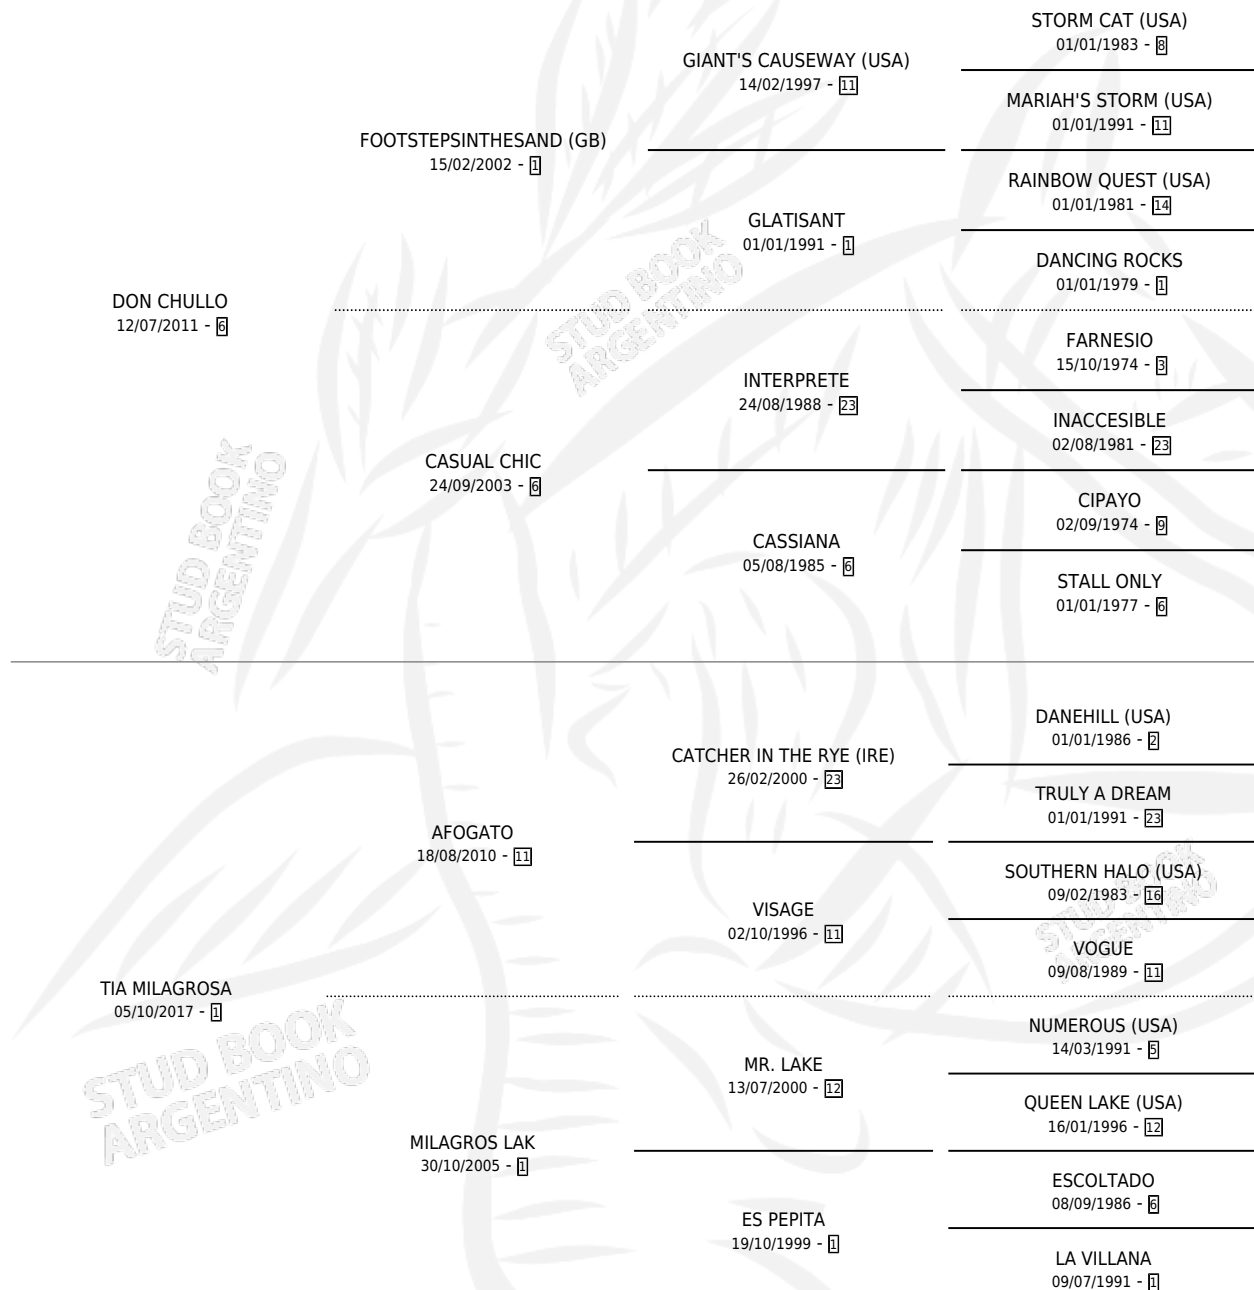 STORM CAT (USA)
01/01/1983 - 8
GIANT'S CAUSEWAY (USA)
14/02/1997 - 11
MARIAH'S STORM (USA)
01/01/1991 - 11
FOOTSTEPSINTHESAND (GB)
15/02/2002 - 1
RAINBOW QUEST (USA)
01/01/1981 - 14
GLATISANT
01/01/1991 - 1
DANCING ROCKS
01/01/1979 - 1
DON CHULLO
12/07/2011 - 6
FARNESIO
15/10/1974 - 3
INTERPRETE
24/08/1988 - 23
INACCESIBLE
02/08/1981 - 23
CASUAL CHIC
24/09/2003 - 6
CIPAYO
02/09/1974 - 9
CASSIANA
05/08/1985 - 6
STALL ONLY
01/01/1977 - 6
STUD BOOK
ARGENTINO
STUD BOOK
ARGENTINO
DANEHILL (USA)
01/01/1986 - 2
CATCHER IN THE RYE (IRE)
26/02/2000 - 23
TRULY A DREAM
01/01/1991 - 23
AFOGATO
18/08/2010 - 11
SOUTHERN HALO (USA)
09/02/1983 - 16
VISAGE
02/10/1996 - 11
VOGUE
09/08/1989 - 11
STUD BOOK
ARGENTINO
TIA MILAGROSA
05/10/2017 - 1
NUMEROUS (USA)
14/03/1991 - 5
MR. LAKE
13/07/2000 - 12
QUEEN LAKE (USA)
16/01/1996 - 12
MILAGROS LAK
30/10/2005 - 1
ESCOLTADO
08/09/1986 - 6
ES PEPITA
19/10/1999 - 1
LA VILLANA
09/07/1991 - 1
STUD BOOK
ARGENTINO